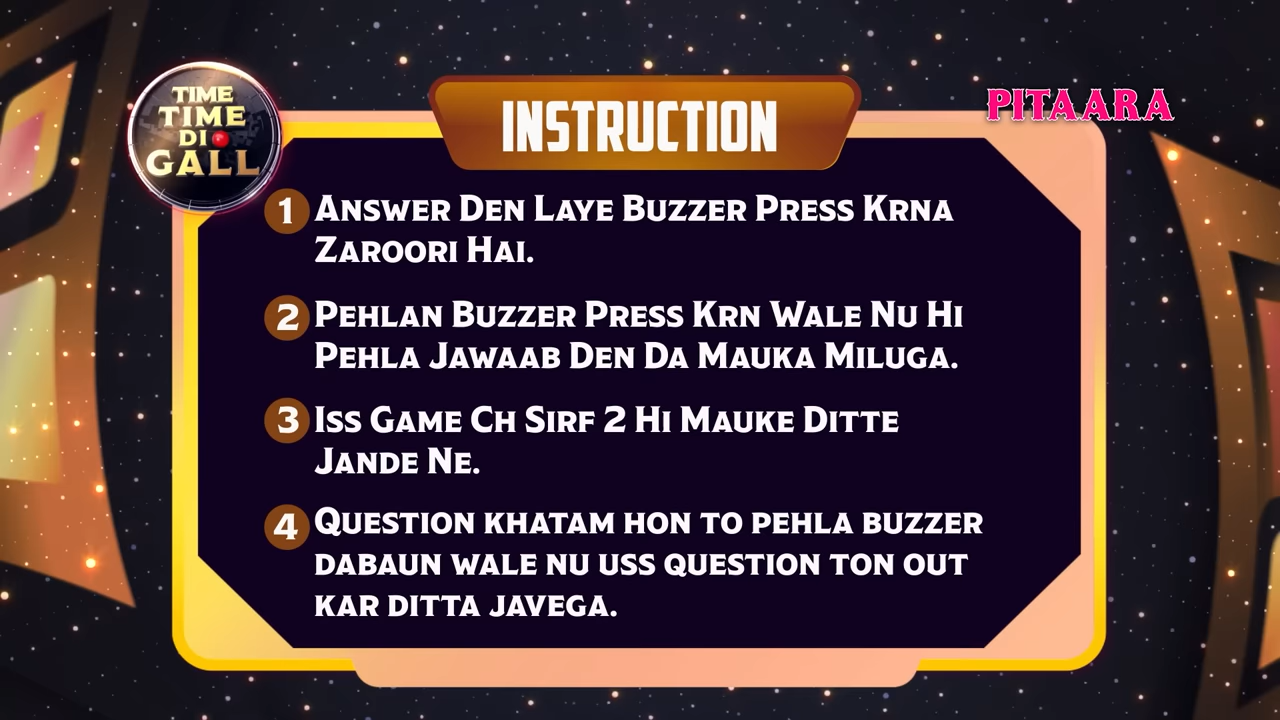 TIME
TIME
DI
GALL
INSTRUCTION
PITAARA
1 ANSWER DEN LAYE BUZZER PRESS KRNA
ZAROORI HAI.
2 PEHLAN BUZZER PRESS KRN WALE NU HI
PEHLA JAWAAB DEN DA MAUKA MILUGA.
3 ISS GAME CH SIRF 2 HI MAUKE DITTE
JANDE NE.
4 QUESTION KHATAM HON TO PEHLA BUZZER
DABAUN WALE NU USS QUESTION TON OUT
KAR DITTA JAVEGA.